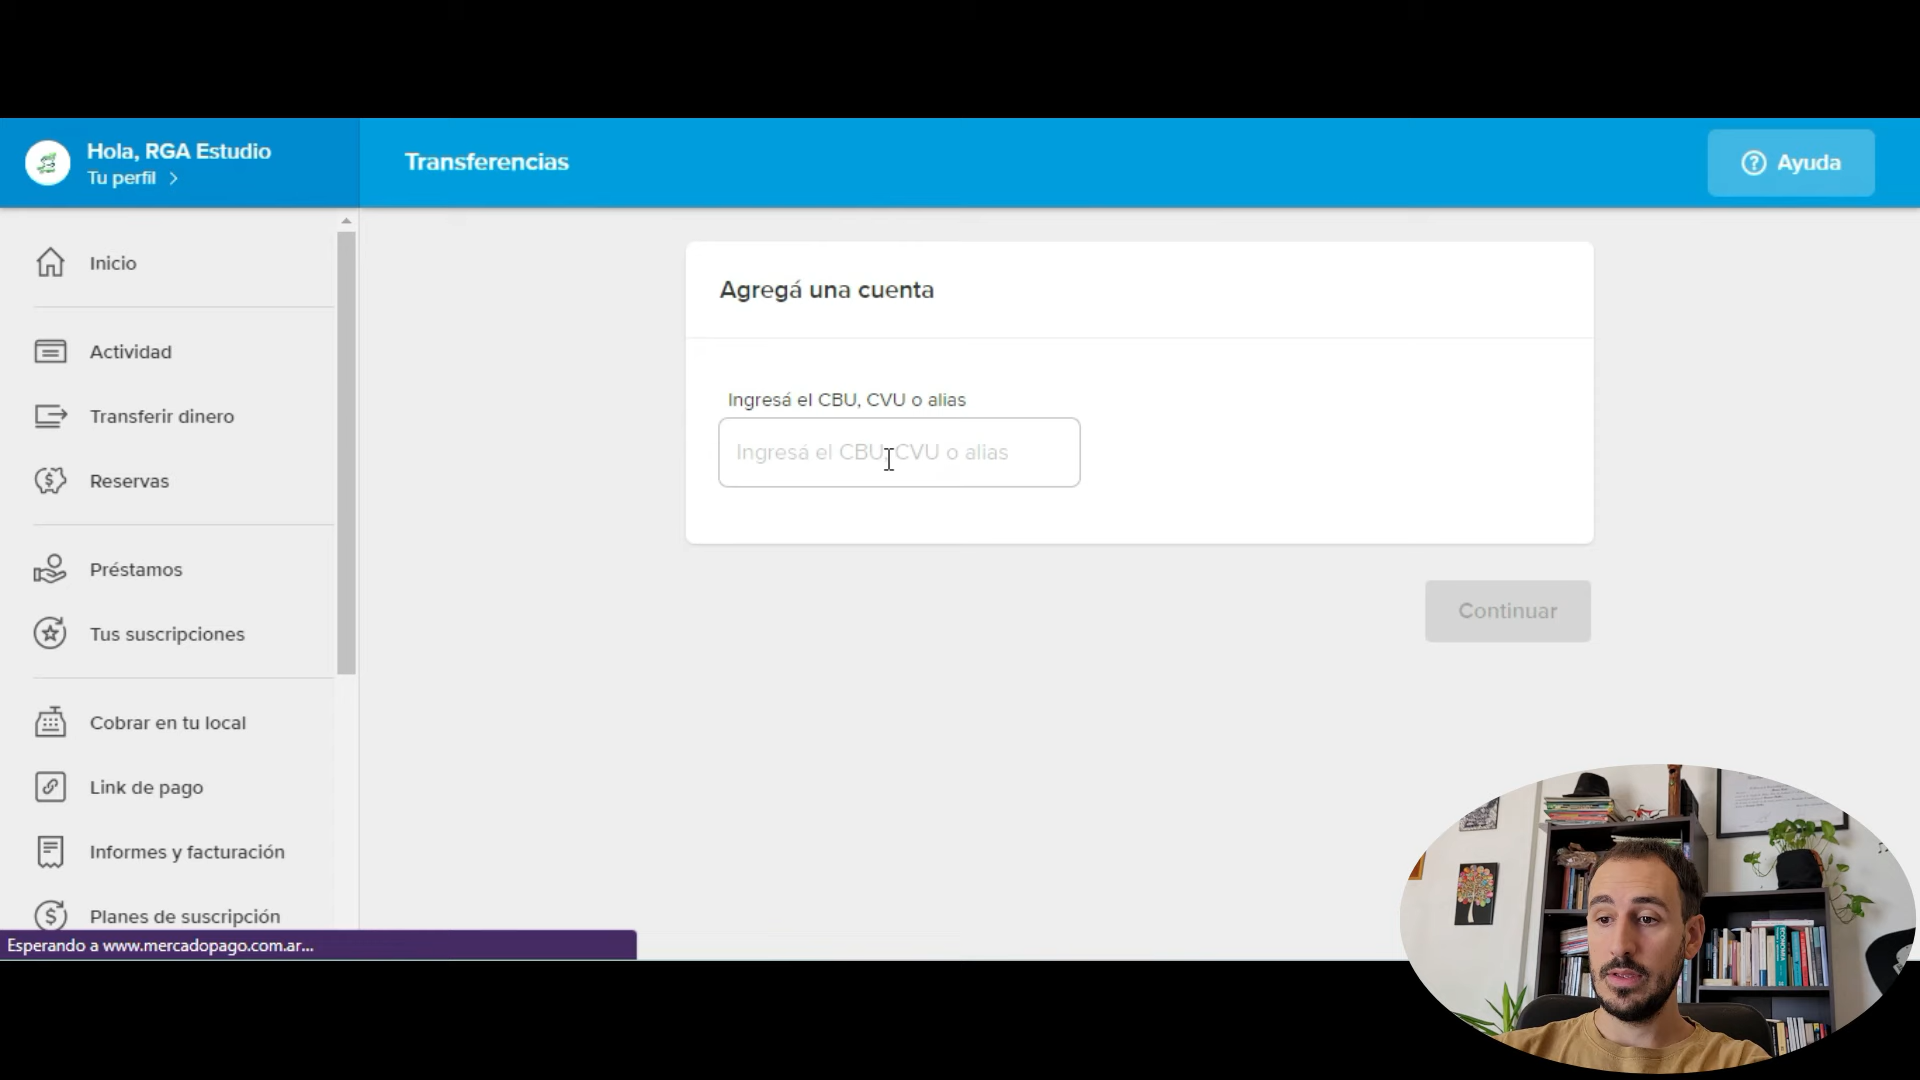 Hola, RGA Estudio
Tu perfil
Transferencias
Ayuda
Inicio
Actividad
Transferir dinero
Reservas
Préstamos
Tus suscripciones
Cobrar en tu local
Link de pago
Informes y facturación
Planes de suscripción
Agregá una cuenta
Ingresá el CBU, CVU o alias
Ingresá el CBU, CVU o alias
Continuar
Esperando a www.mercadopago.com.ar...
ECONOMIA